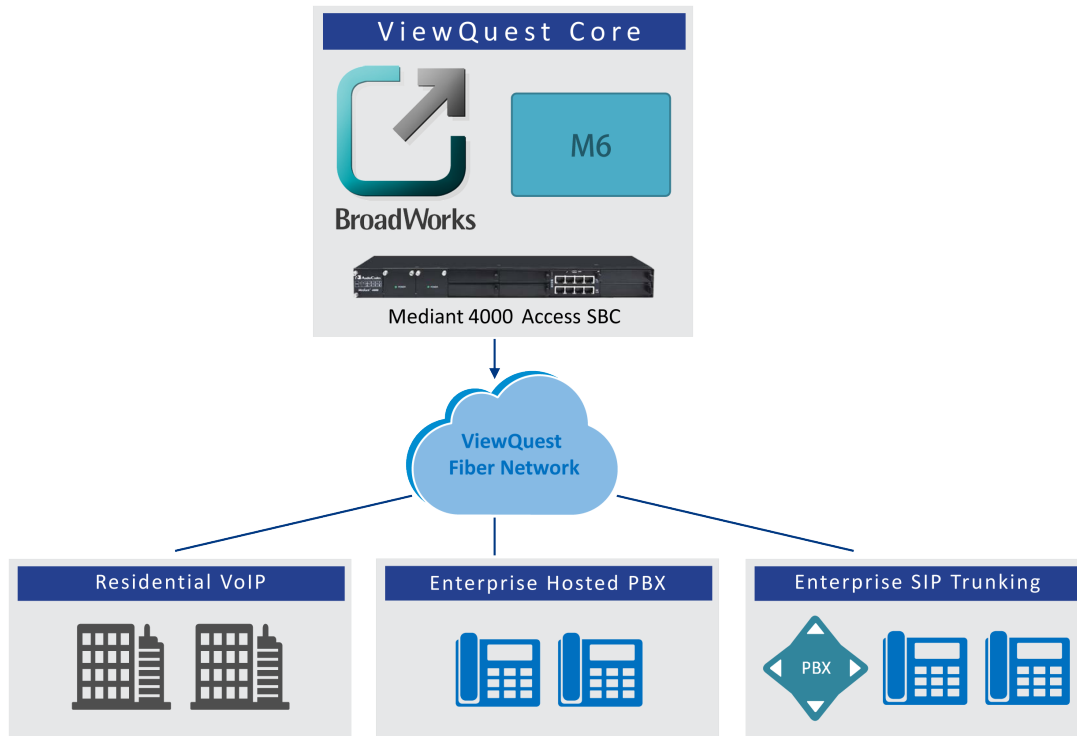 ViewQuest Core
M6
BroadWorks
AudioCodes
Mediant 4000 Access SBC
ViewQuest
Fiber Network
Residential VoIP
Enterprise Hosted PBX
Enterprise SIP Trunking
PBX